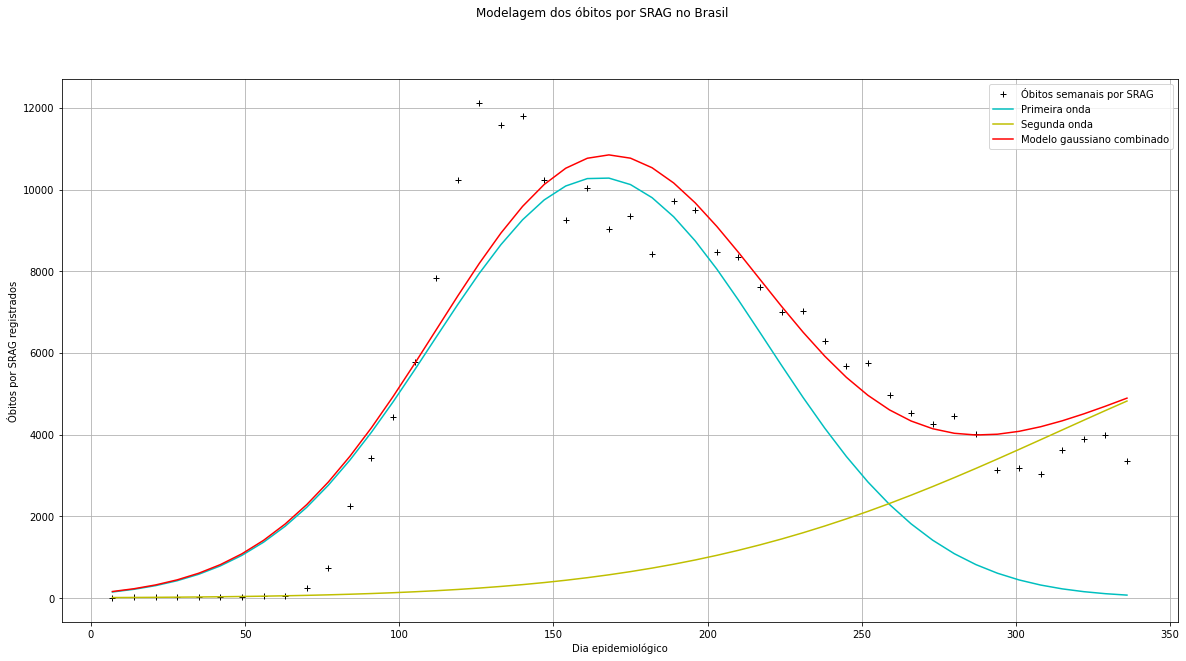 Modelagem dos óbitos por SRAG no Brasil
Óbitos semanais por SRAG
Primeira onda
Segunda onda
Modelo gaussiano combinado
Óbitos por SRAG registrados
12000
10000
8000
6000
4000
2000
0
0 50 100 150 200 250 300 350
Dia epidemiológico